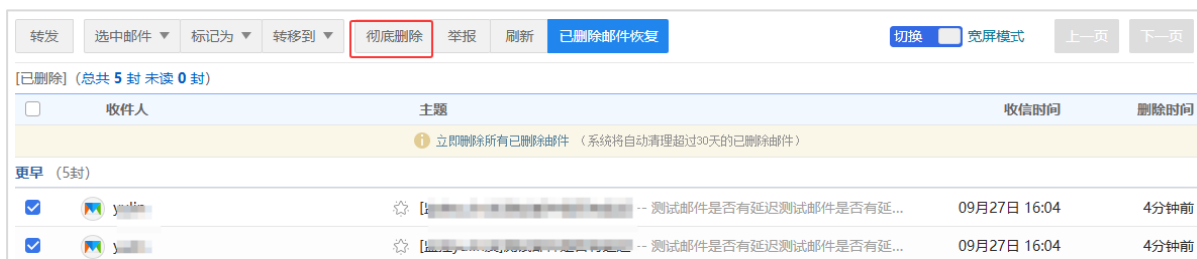 转发 选中邮件 标记为 转移到 彻底删除 举报 刷新 已删除邮件恢复 切换 宽屏模式 上一页 下一页
[已删除]（总共 5 封 未读 0 封）
收件人 主题 收信时间 删除时间
立即删除所有已删除邮件 （系统将自动清理超过30天的已删除邮件）
更早 （5封）
-- 测试邮件是否有延迟测试邮件是否有延... 09月27日 16:04 4分钟前
-- 测试邮件是否有延迟测试邮件是否有延... 09月27日 16:04 4分钟前